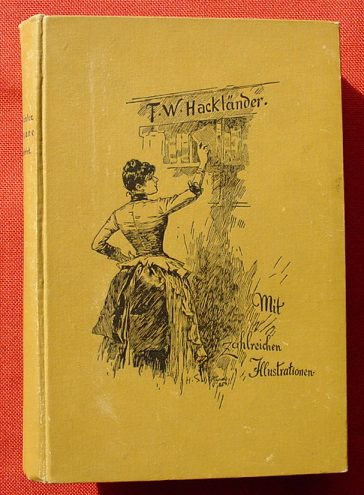 F. W. Hackländer.
Mit
zahlreichen
Illustrationen.